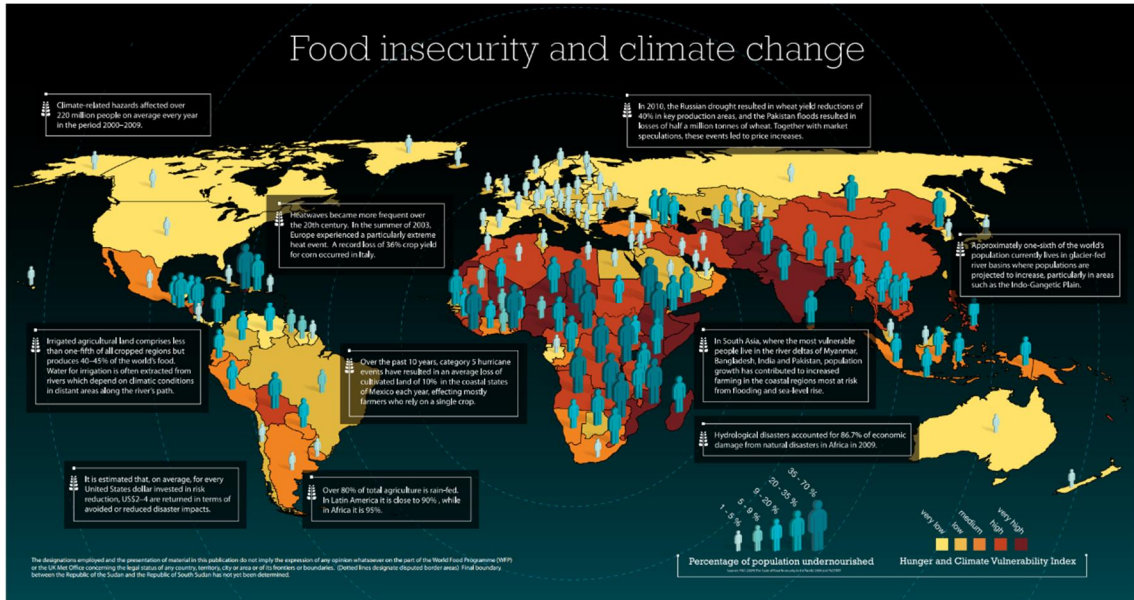 Food insecurity and climate change
Climate-related hazards affected over
220 million people on average every year
in the period 2000–2009.
In 2010, the Russian drought resulted in wheat yield reductions of
40% in key production areas, and the Pakistan floods resulted in
losses of half a million tonnes of wheat. Together with market
speculations, these events led to price increases.
Heatwaves became more frequent over
the 20th century. In the summer of 2003,
Europe experienced a particularly extreme
heat event. A record loss of 36% crop yield
for corn occurred in Italy.
Approximately one-sixth of the world's
population currently lives in glacier-fed
river basins where populations are
projected to increase, particularly in areas
such as the Indo-Gangetic Plain.
Irrigated agricultural land comprises less
than one-fifth of all cropped regions but
produces 40–45% of the world's food.
Water for irrigation is often extracted from
rivers which depend on climatic conditions
in distant areas along the river's path.
Over the past 10 years, category 5 hurricane
events have resulted in an average loss of
cultivated land of 10% in the coastal states
of Mexico each year, effecting mostly
farmers who rely on a single crop.
In South Asia, where the most vulnerable
people live in the river deltas of Myanmar,
Bangladesh, India and Pakistan, population
growth has contributed to increased
farming in the coastal regions most at risk
from flooding and sea-level rise.
Hydrological disasters accounted for 86.7% of economic
damage from natural disasters in Africa in 2009.
It is estimated that, on average, for every
United States dollar invested in risk
reduction, US$2–4 are returned in terms of
avoided or reduced disaster impacts.
Over 80% of total agriculture is rain-fed.
In Latin America it is close to 90% , while
in Africa it is 95%.
1 - 5 %
5 - 9 %
9 - 20 %
20 - 35 %
35 - 70 %
Percentage of population undernourished
very low
low
medium
high
very high
Hunger and Climate Vulnerability Index
The designations employed and the presentation of material in this publication do not imply the expression of any opinion whatsoever on the part of the World Food Programme (WFP)
or the UK Met Office concerning the legal status of any country, territory, city or area or of its frontiers or boundaries. (Dotted lines designate disputed border areas) Final boundary
between the Republic of the Sudan and the Republic of South Sudan has not yet been determined.